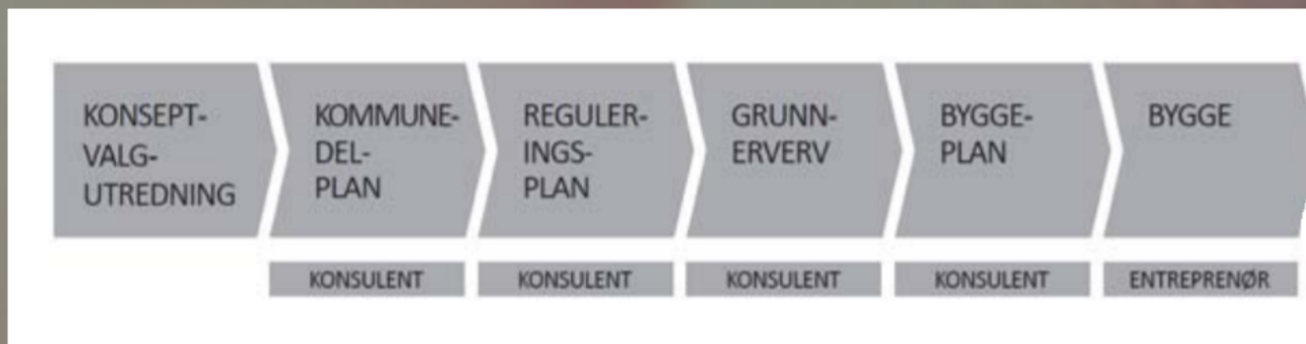 KONSEPT-
VALG-
UTREDNING
KOMMUNE-
DEL-
PLAN
REGULER-
INGS-
PLAN
GRUNN-
ERVERV
BYGGE-
PLAN
BYGGE
KONSULENT
KONSULENT
KONSULENT
KONSULENT
ENTREPRENØR